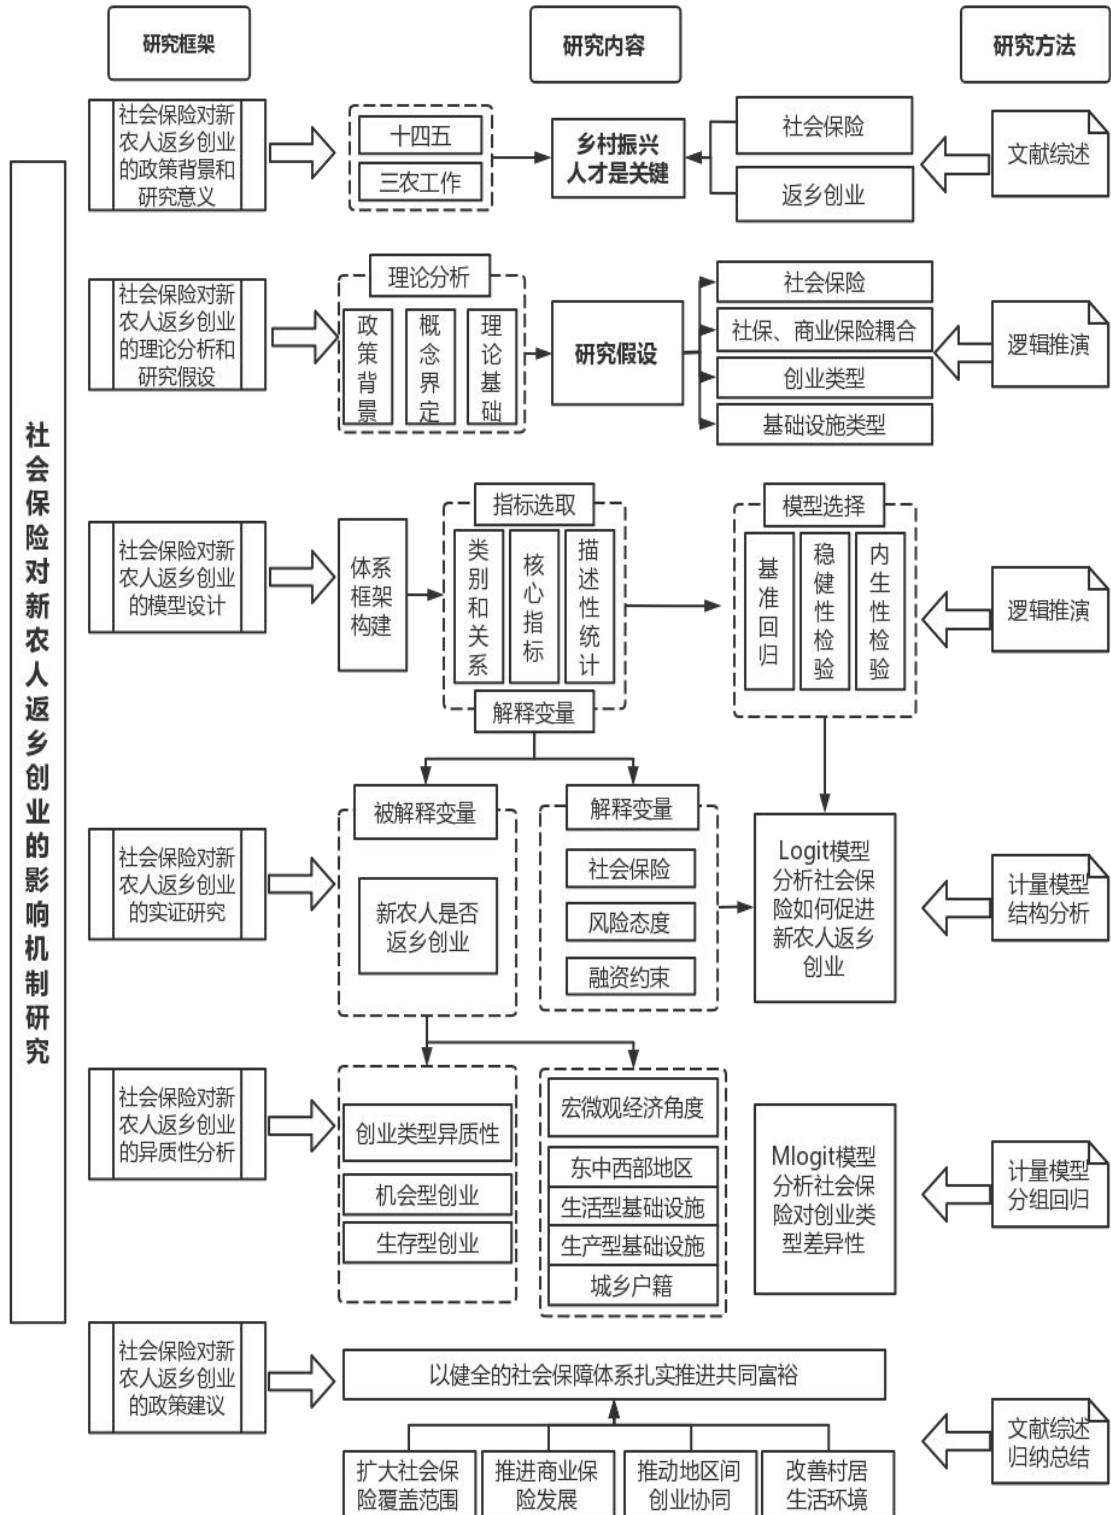 研究框架
研究内容
研究方法
社会保险对新农人返乡创业的影响机制研究
社会保险对新
农人返乡创业
的政策背景和
研究意义
十四五
三农工作
乡村振兴
人才是关键
社会保险
返乡创业
文献综述
社会保险对新
农人返乡创业
的理论分析和
研究假设
理论分析
政策背景
概念界定
理论基础
研究假设
社会保险
社保、商业保险耦合
创业类型
基础设施类型
逻辑推演
社会保险对新
农人返乡创业
的模型设计
体系
框架
构建
指标选取
类别和关系
核心指标
描述性统计
解释变量
模型选择
基准回归
稳健性检验
内生性检验
逻辑推演
社会保险对新
农人返乡创业
的实证研究
被解释变量
新农人是否
返乡创业
解释变量
社会保险
风险态度
融资约束
Logit模型
分析社会保
险如何促进
新农人返乡
创业
计量模型
结构分析
社会保险对新
农人返乡创业
的异质性分析
创业类型异质性
机会型创业
生存型创业
宏微观经济角度
东中西部地区
生活型基础设施
生产型基础设施
城乡户籍
Mlogit模型
分析社会保
险对创业类
型差异性
计量模型
分组回归
社会保险对新
农人返乡创业
的政策建议
以健全的社会保障体系扎实推进共同富裕
扩大社会保
险覆盖范围
推进商业保
险发展
推动地区间
创业协同
改善村居
生活环境
文献综述
归纳总结